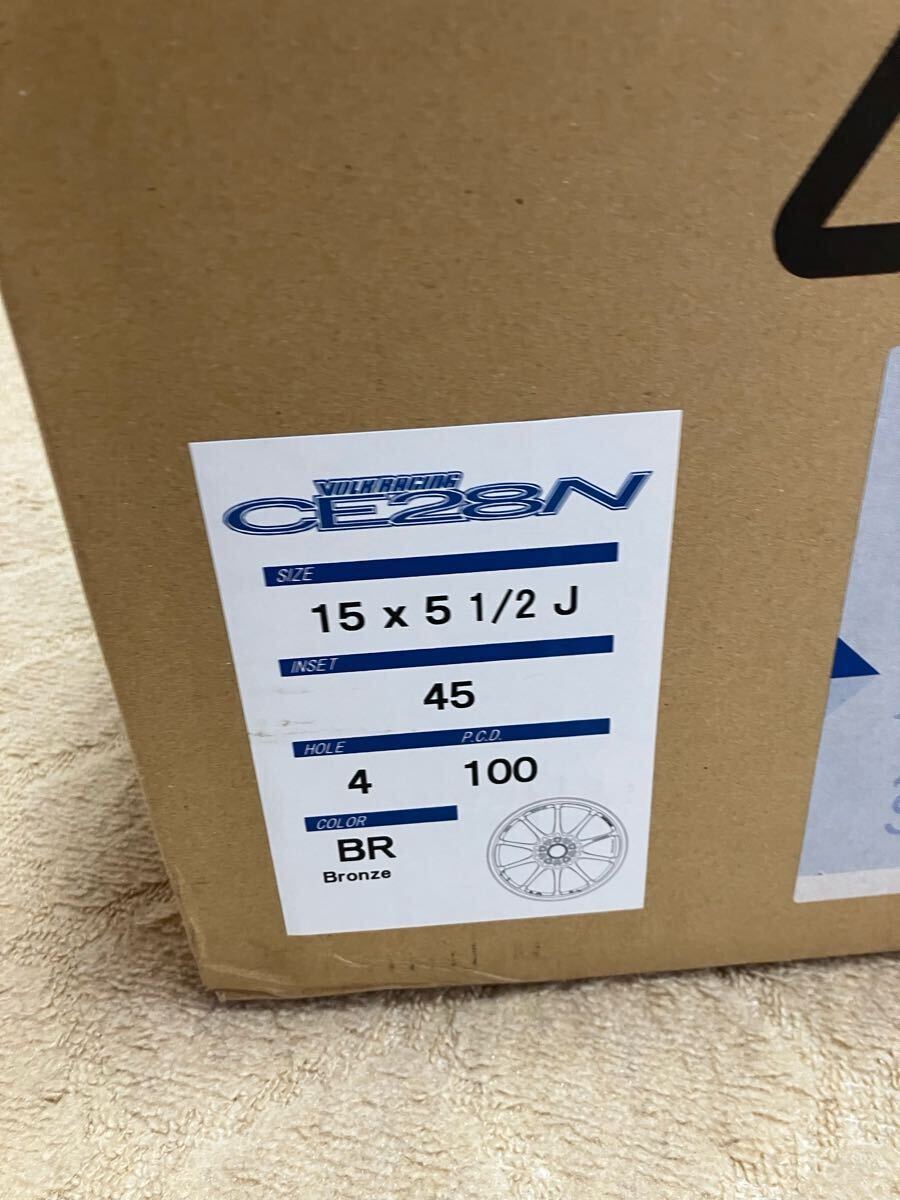 VOLK RACING
CE28N
SIZE
15 x 5 1/2 J
INSET
45
HOLE P.C.D.
4 100
COLOR
BR
Bronze